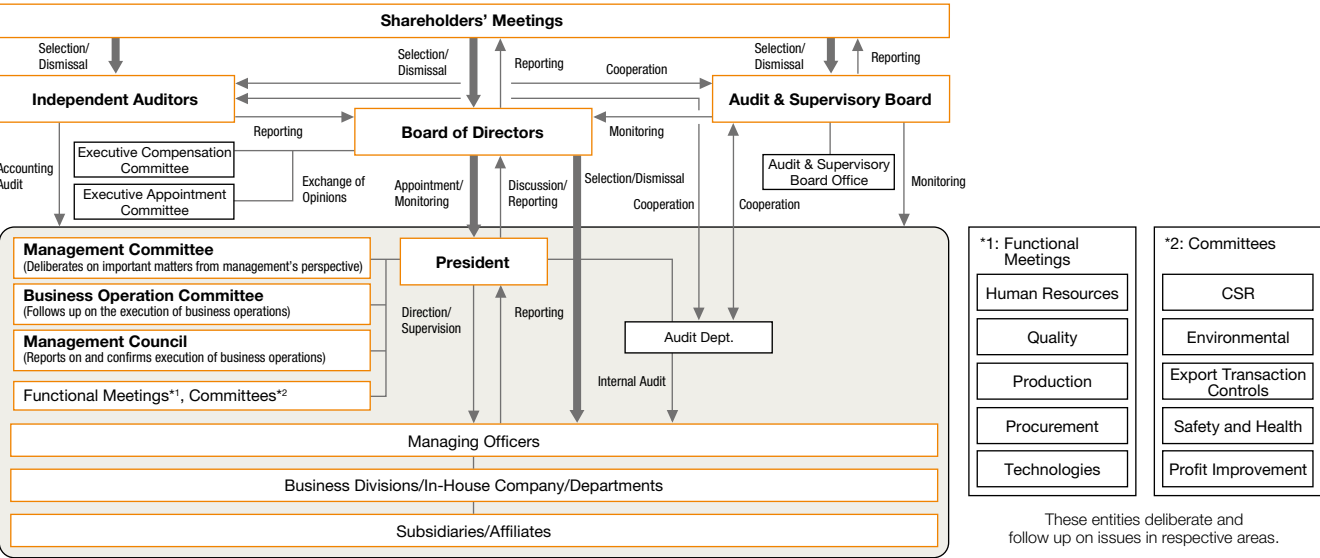 Shareholders' Meetings
Selection/
Dismissal
Selection/
Dismissal
Reporting
Cooperation
Selection/
Dismissal
Reporting
Independent Auditors
Audit & Supervisory Board
Board of Directors
Reporting
Monitoring
Accounting
Audit
Executive Compensation
Committee
Executive Appointment
Committee
Exchange of
Opinions
Appointment/
Monitoring
Discussion/
Reporting
Selection/Dismissal
Cooperation
Cooperation
Audit & Supervisory
Board Office
Monitoring
Management Committee
(Deliberates on important matters from management's perspective)
Business Operation Committee
(Follows up on the execution of business operations)
Management Council
(Reports on and confirms execution of business operations)
Functional Meetings*1, Committees*2
President
Direction/
Supervision
Reporting
Audit Dept.
Internal Audit
Managing Officers
Business Divisions/In-House Company/Departments
Subsidiaries/Affiliates
*1: Functional
Meetings
Human Resources
Quality
Production
Procurement
Technologies
*2: Committees
CSR
Environmental
Export Transaction
Controls
Safety and Health
Profit Improvement
These entities deliberate and
follow up on issues in respective areas.